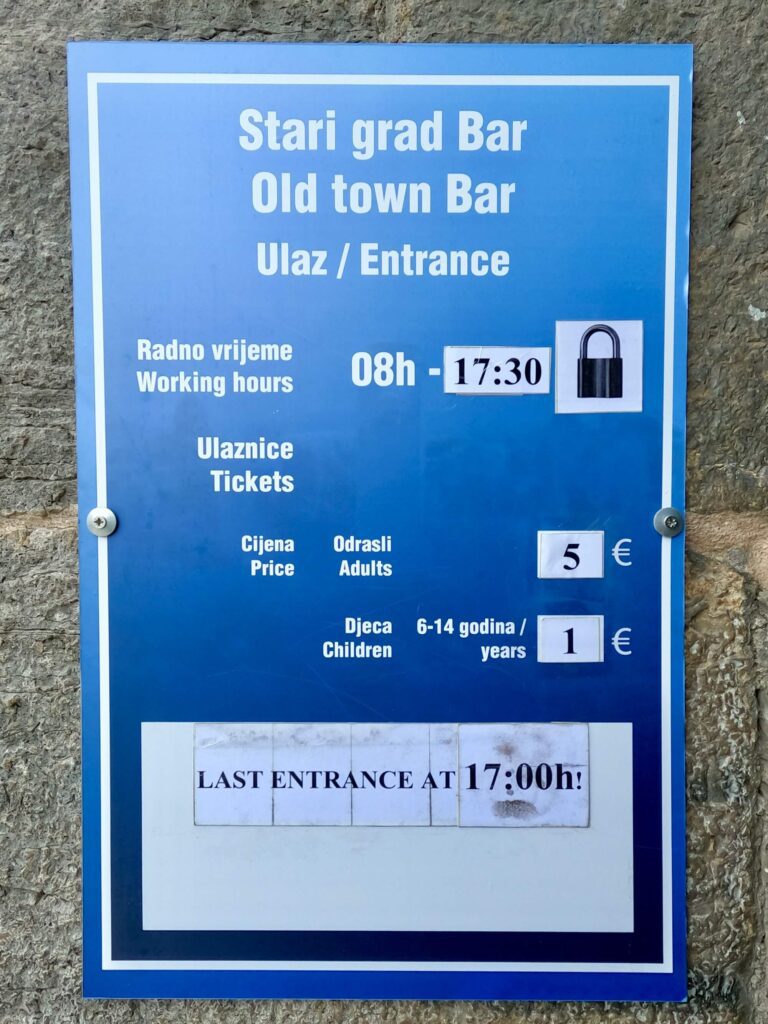 Stari grad Bar
Old town Bar
Ulaz / Entrance
Radno vrijeme
Working hours
08h - 17:30
Ulaznice
Tickets
Cijena
Price
Odrasli
Adults
5 €
Djeca
Children
6-14 godina /
years
1 €
LAST ENTRANCE AT 17:00h!